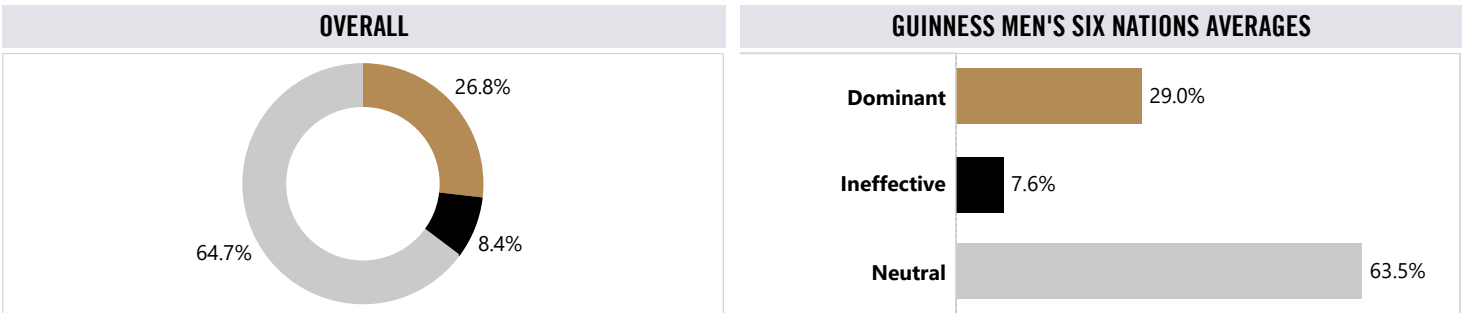 OVERALL
26.8%
8.4%
64.7%
GUINNESS MEN'S SIX NATIONS AVERAGES
Dominant 29.0%
Ineffective 7.6%
Neutral 63.5%